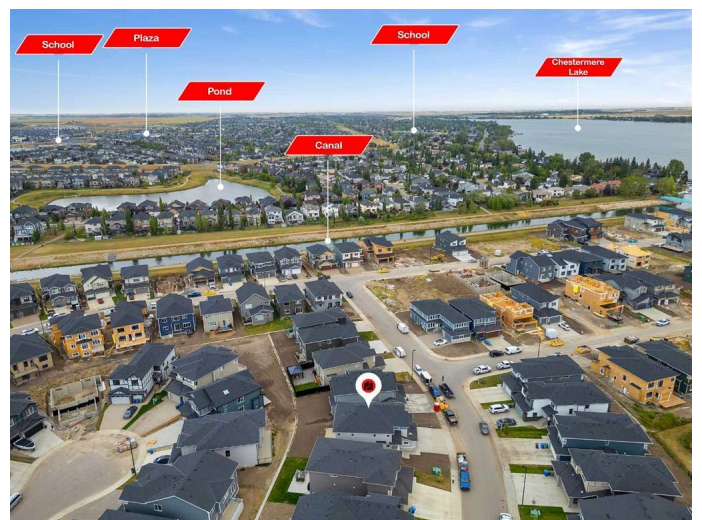 School
Plaza
Pond
Canal
School
Chestermere
Lake